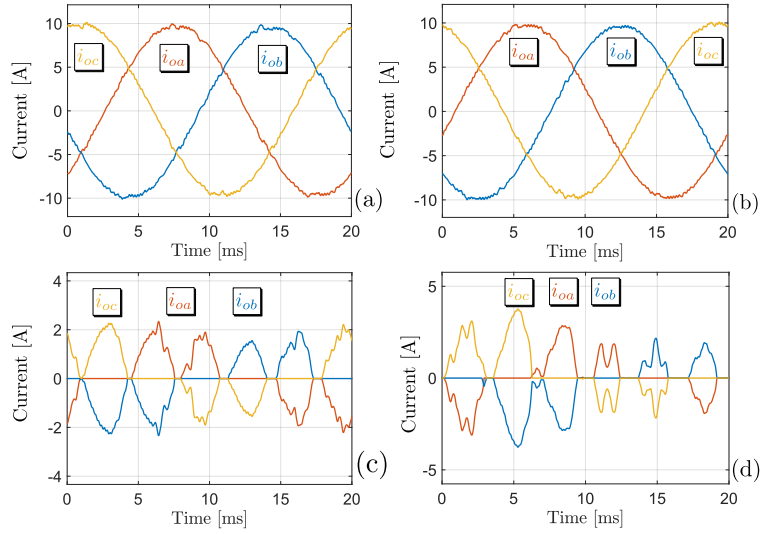 10
5
0
-5
-10
Current [A]
i_oc
i_oa
i_ob
0 5 10 15 20
Time [ms]
(a)
10
5
0
-5
-10
Current [A]
i_oa
i_ob
i_oc
0 5 10 15 20
Time [ms]
(b)
4
2
0
-2
-4
Current [A]
i_oc
i_oa
i_ob
0 5 10 15 20
Time [ms]
(c)
5
0
-5
Current [A]
i_oc
i_oa
i_ob
0 5 10 15 20
Time [ms]
(d)